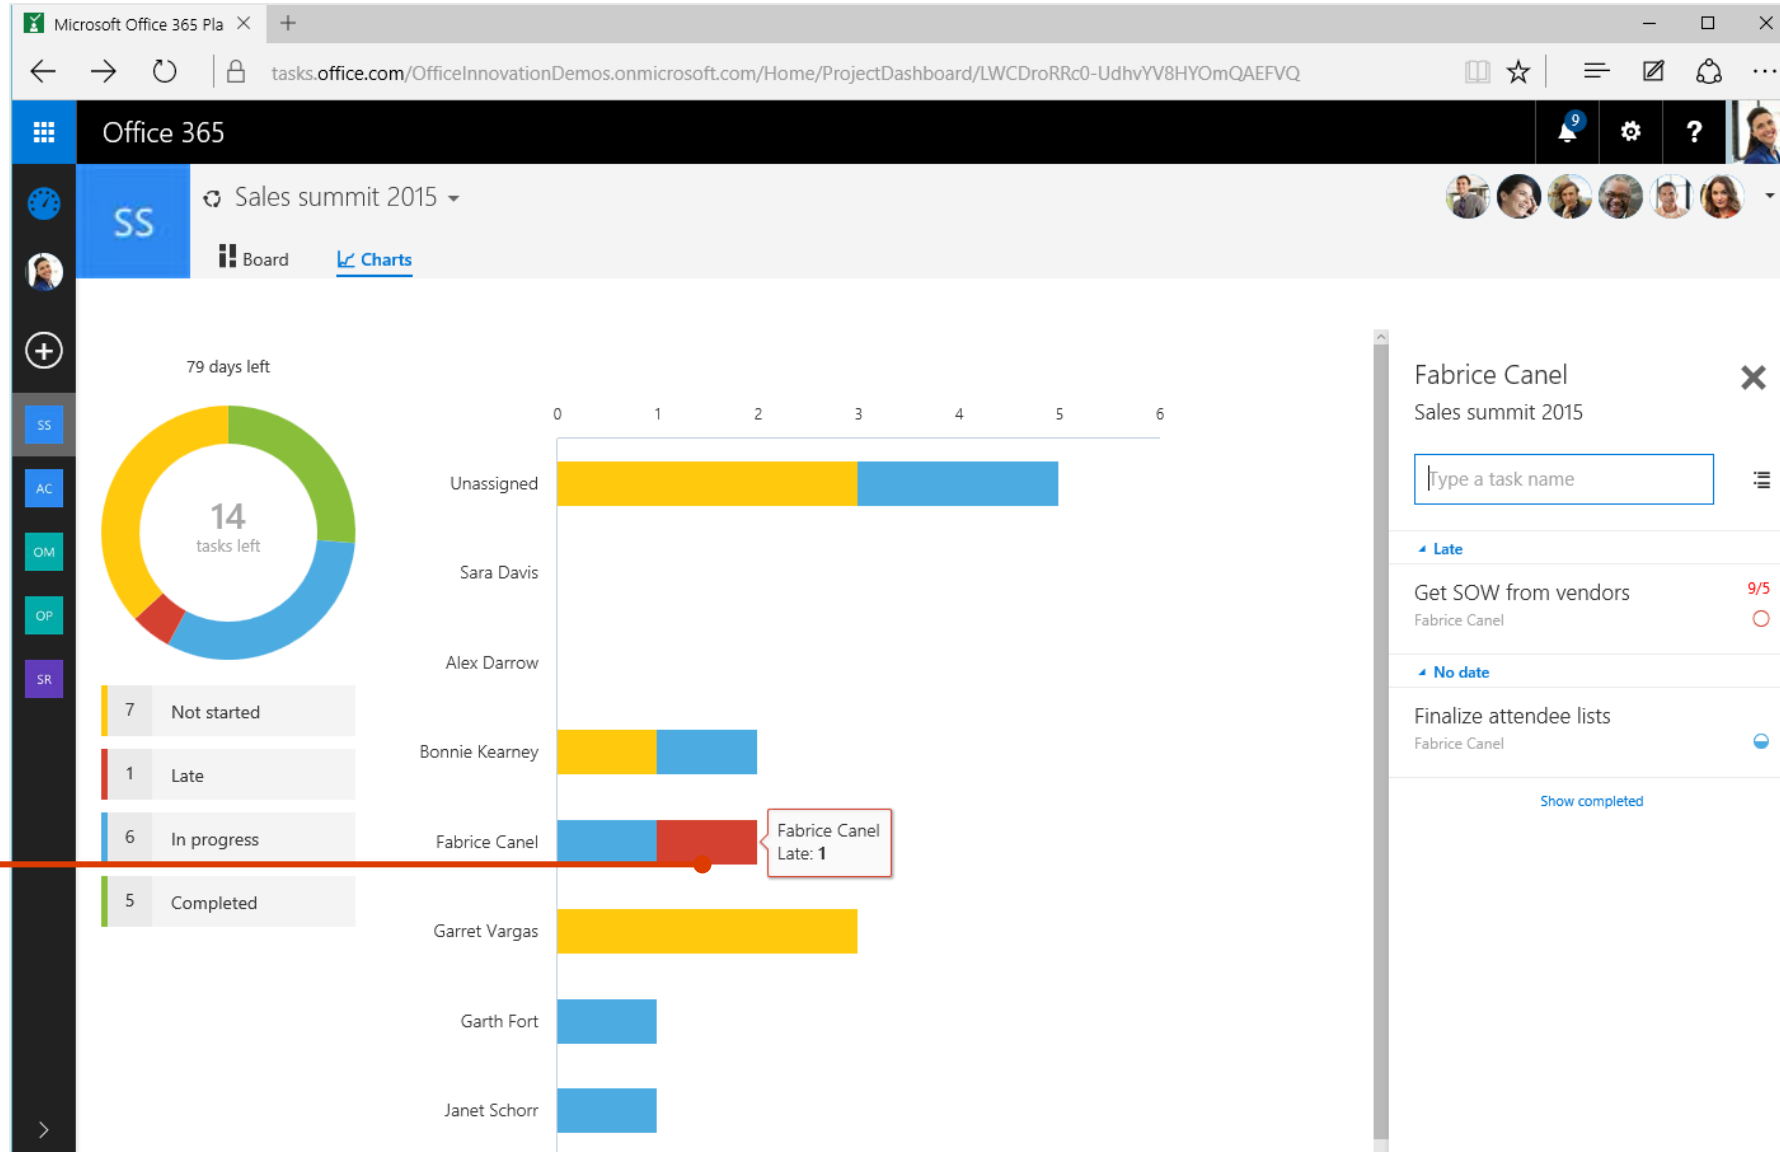 Microsoft Office 365 Pla
tasks.office.com/OfficeInnovationDemos.onmicrosoft.com/Home/ProjectDashboard/LWCDroRRc0-UdhvYV8HYOmQAEFVQ
Office 365
9
?
SS
Sales summit 2015
Board
Charts
SS
AC
OM
OP
SR
79 days left
14
tasks left
7 Not started
1 Late
6 In progress
5 Completed
0 1 2 3 4 5 6
Unassigned
Sara Davis
Alex Darrow
Bonnie Kearney
Fabrice Canel
Fabrice Canel
Late: 1
Garret Vargas
Garth Fort
Janet Schorr
Fabrice Canel
Sales summit 2015
Type a task name
Late
Get SOW from vendors 9/5
Fabrice Canel
No date
Finalize attendee lists
Fabrice Canel
Show completed